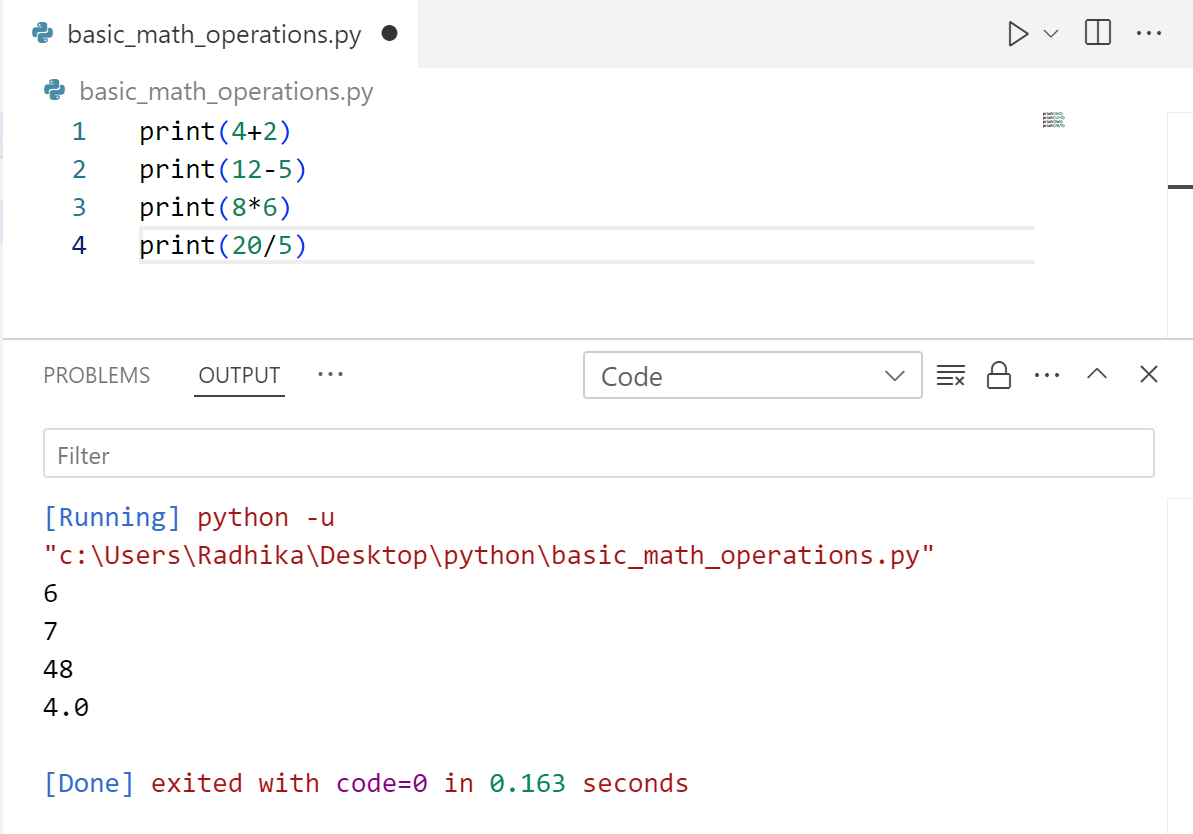 basic_math_operations.py
basic_math_operations.py
1 print(4+2)
2 print(12-5)
3 print(8*6)
4 print(20/5)
PROBLEMS OUTPUT ··· Code
Filter
[Running] python -u
"c:\Users\Radhika\Desktop\python\basic_math_operations.py"
6
7
48
4.0
[Done] exited with code=0 in 0.163 seconds